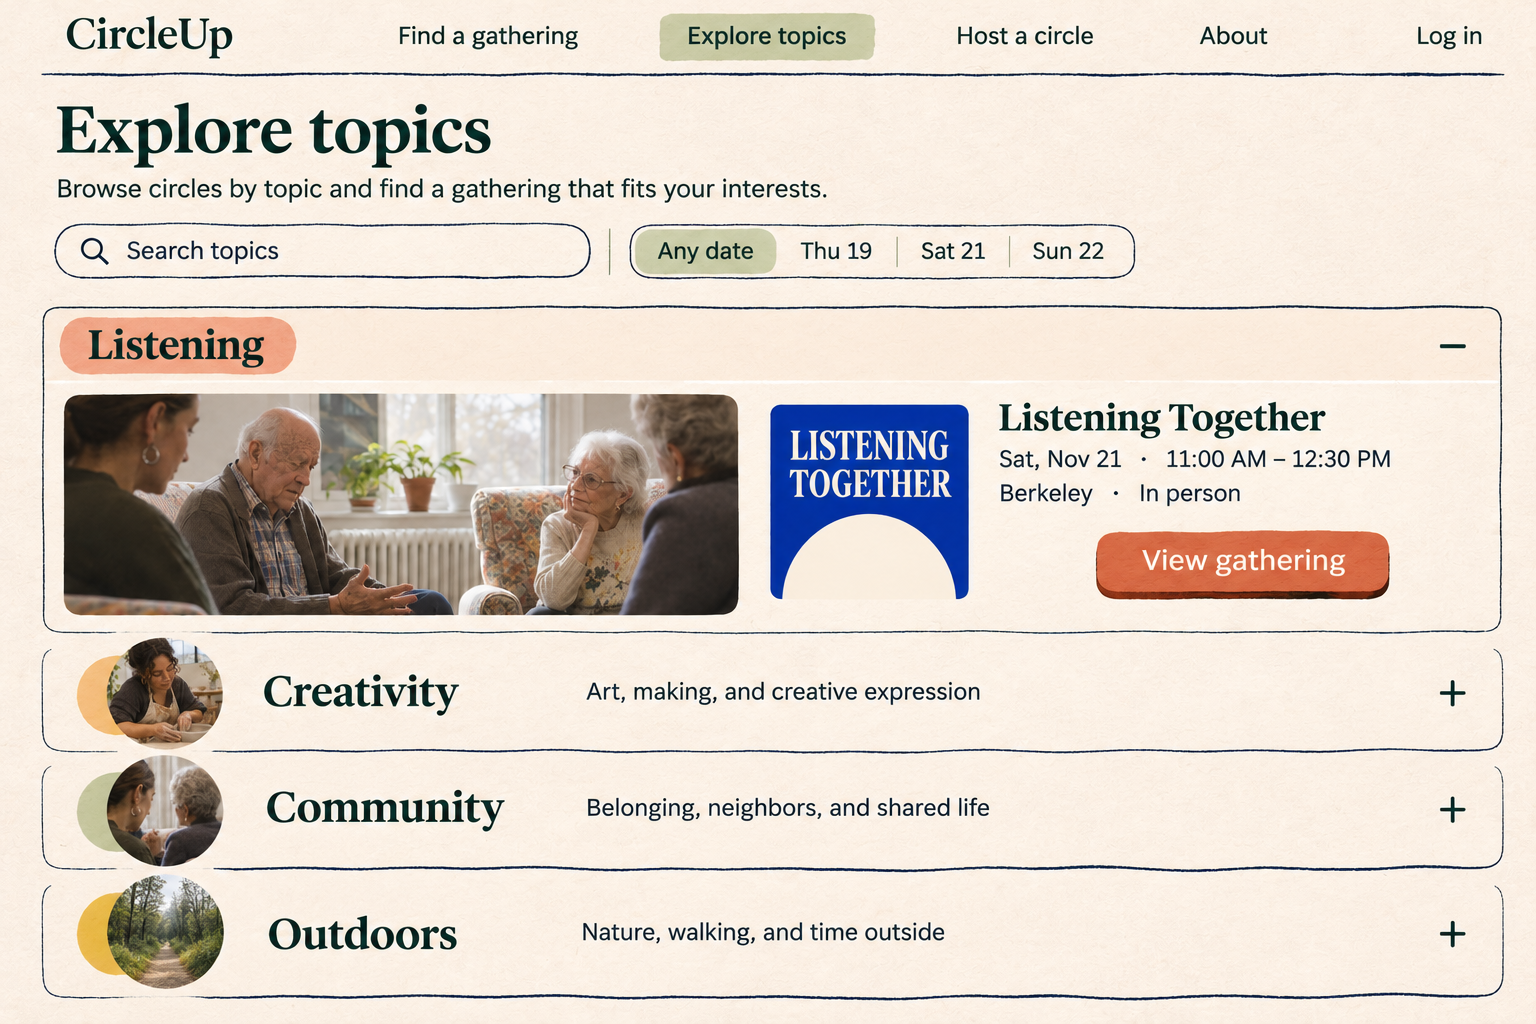 CircleUp
Find a gathering
Explore topics
Host a circle
About
Log in
Explore topics
Browse circles by topic and find a gathering that fits your interests.
Search topics
Any date
Thu 19
Sat 21
Sun 22
Listening
LISTENING
TOGETHER
Listening Together
Sat, Nov 21 · 11:00 AM – 12:30 PM
Berkeley · In person
View gathering
Creativity
Art, making, and creative expression
Community
Belonging, neighbors, and shared life
Outdoors
Nature, walking, and time outside